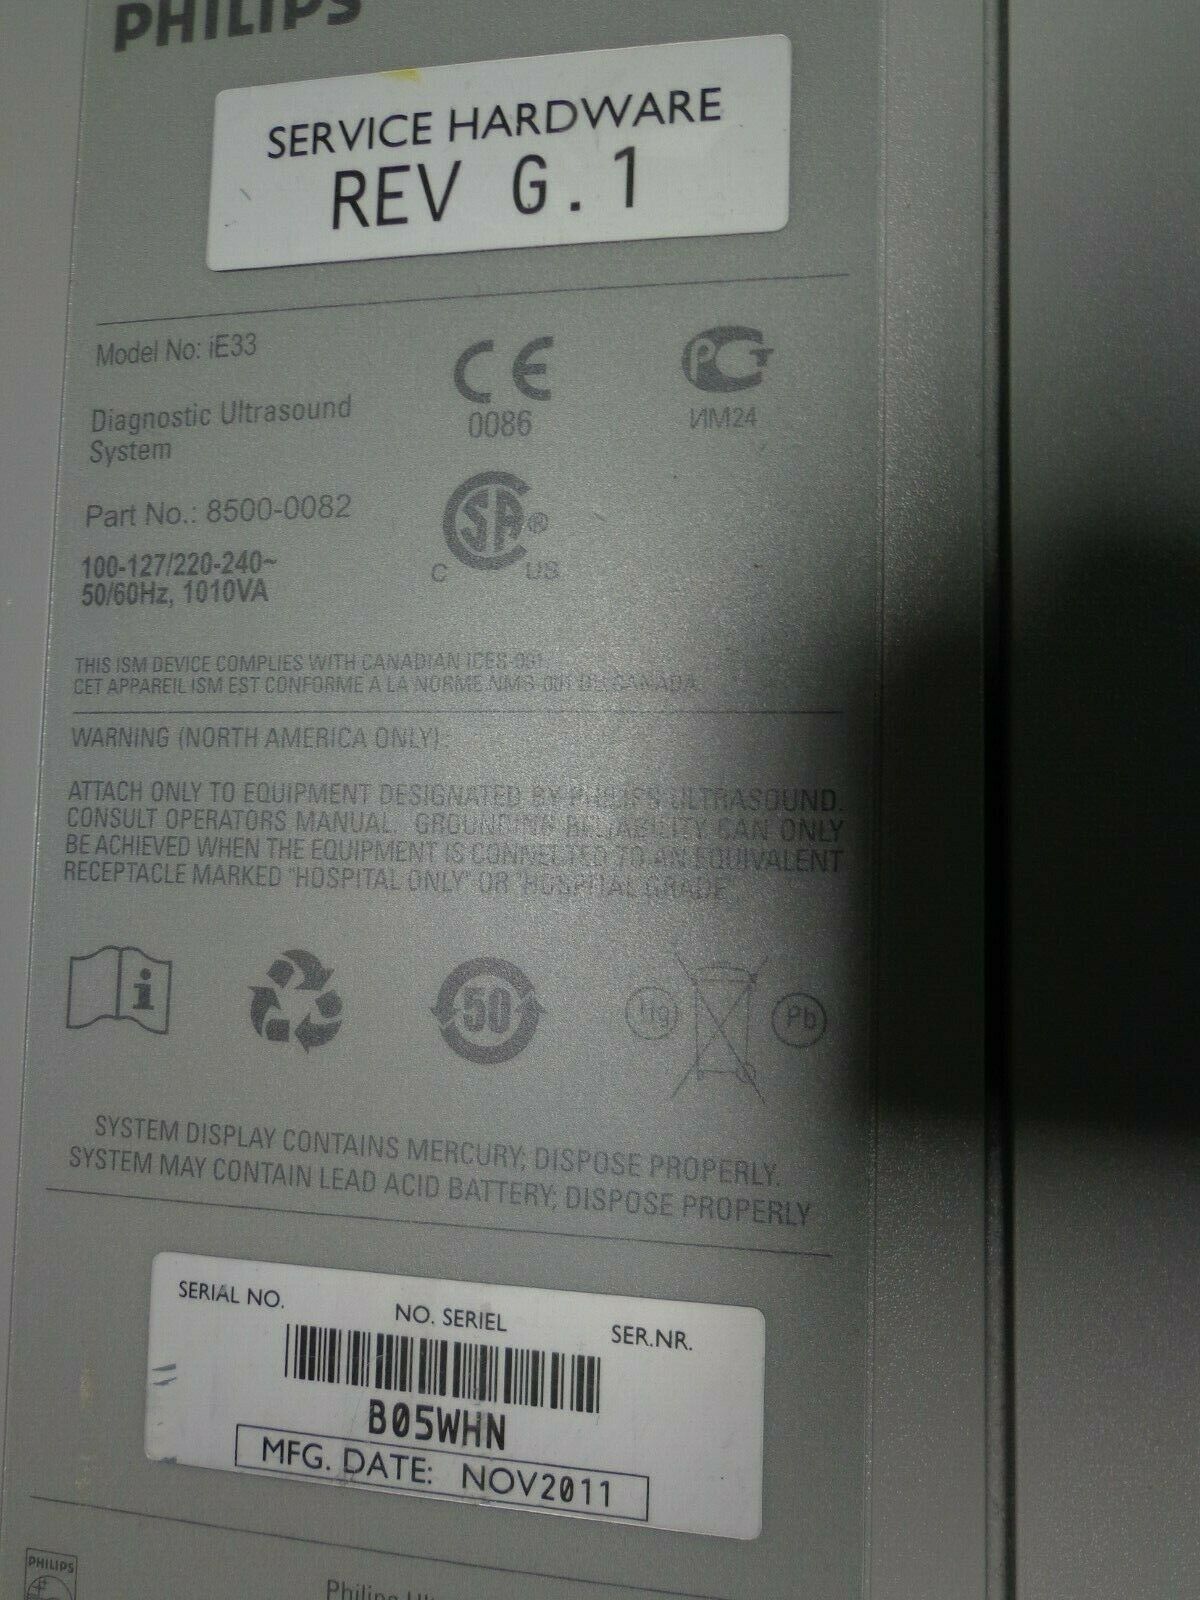 PHILIPS
SERVICE HARDWARE
REV G.1
Model No: iE33
CE
0086
PCT
ИМ24
Diagnostic Ultrasound
System
Part No.: 8500-0082
SA®
C US
100-127/220-240~
50/60Hz, 1010VA
THIS ISM DEVICE COMPLIES WITH CANADIAN ICES-001.
CET APPAREIL ISM EST CONFORME A LA NORME NMB-001 DU CANADA
WARNING (NORTH AMERICA ONLY):
ATTACH ONLY TO EQUIPMENT DESIGNATED BY PHILIPS ULTRASOUND.
CONSULT OPERATORS MANUAL. GROUNDING RELIABILITY CAN ONLY
BE ACHIEVED WHEN THE EQUIPMENT IS CONNECTED TO AN EQUIVALENT
RECEPTACLE MARKED "HOSPITAL ONLY" OR "HOSPITAL GRADE".
i
50
Hg
Pb
SYSTEM DISPLAY CONTAINS MERCURY; DISPOSE PROPERLY.
SYSTEM MAY CONTAIN LEAD ACID BATTERY; DISPOSE PROPERLY
SERIAL NO. NO. SERIEL SER.NR.
B05WHN
MFG. DATE: NOV2011
PHILIPS
Philips